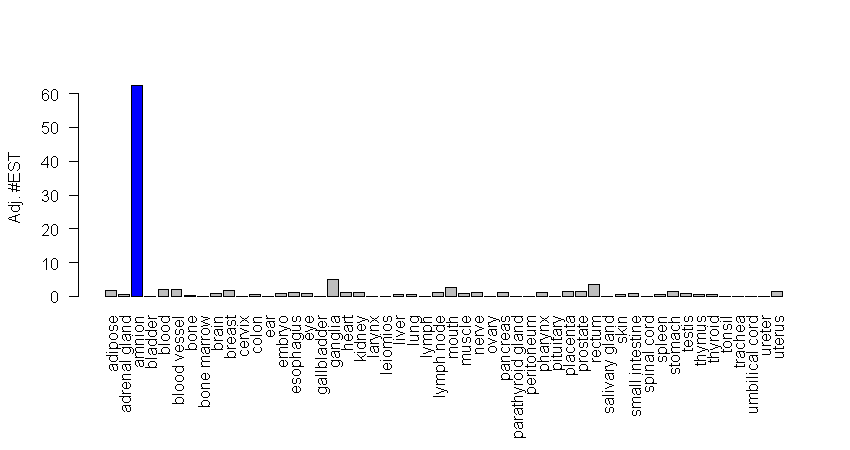 Adj. #EST
60
50
40
30
20
10
0
adipose
adrenal gland
amnion
bladder
blood
blood vessel
bone
bone marrow
brain
breast
cervix
colon
ear
embryo
esophagus
eye
gallbladder
ganglia
heart
kidney
larynx
leiomios
liver
lung
lymph
lymph node
mouth
muscle
nerve
ovary
pancreas
parathyroid gland
peritoneum
pharynx
pituitary
placenta
prostate
rectum
salivary gland
skin
small intestine
spinal cord
spleen
stomach
testis
thymus
thyroid
tonsil
trachea
umbilical cord
ureter
uterus